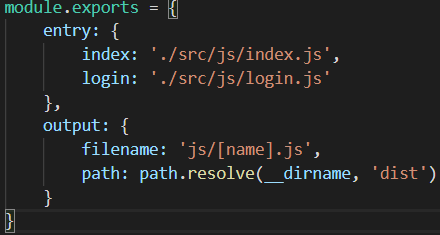 module.exports = {
    entry: {
        index: './src/js/index.js',
        login: './src/js/login.js'
    },
    output: {
        filename: 'js/[name].js',
        path: path.resolve(__dirname, 'dist')
    }
}